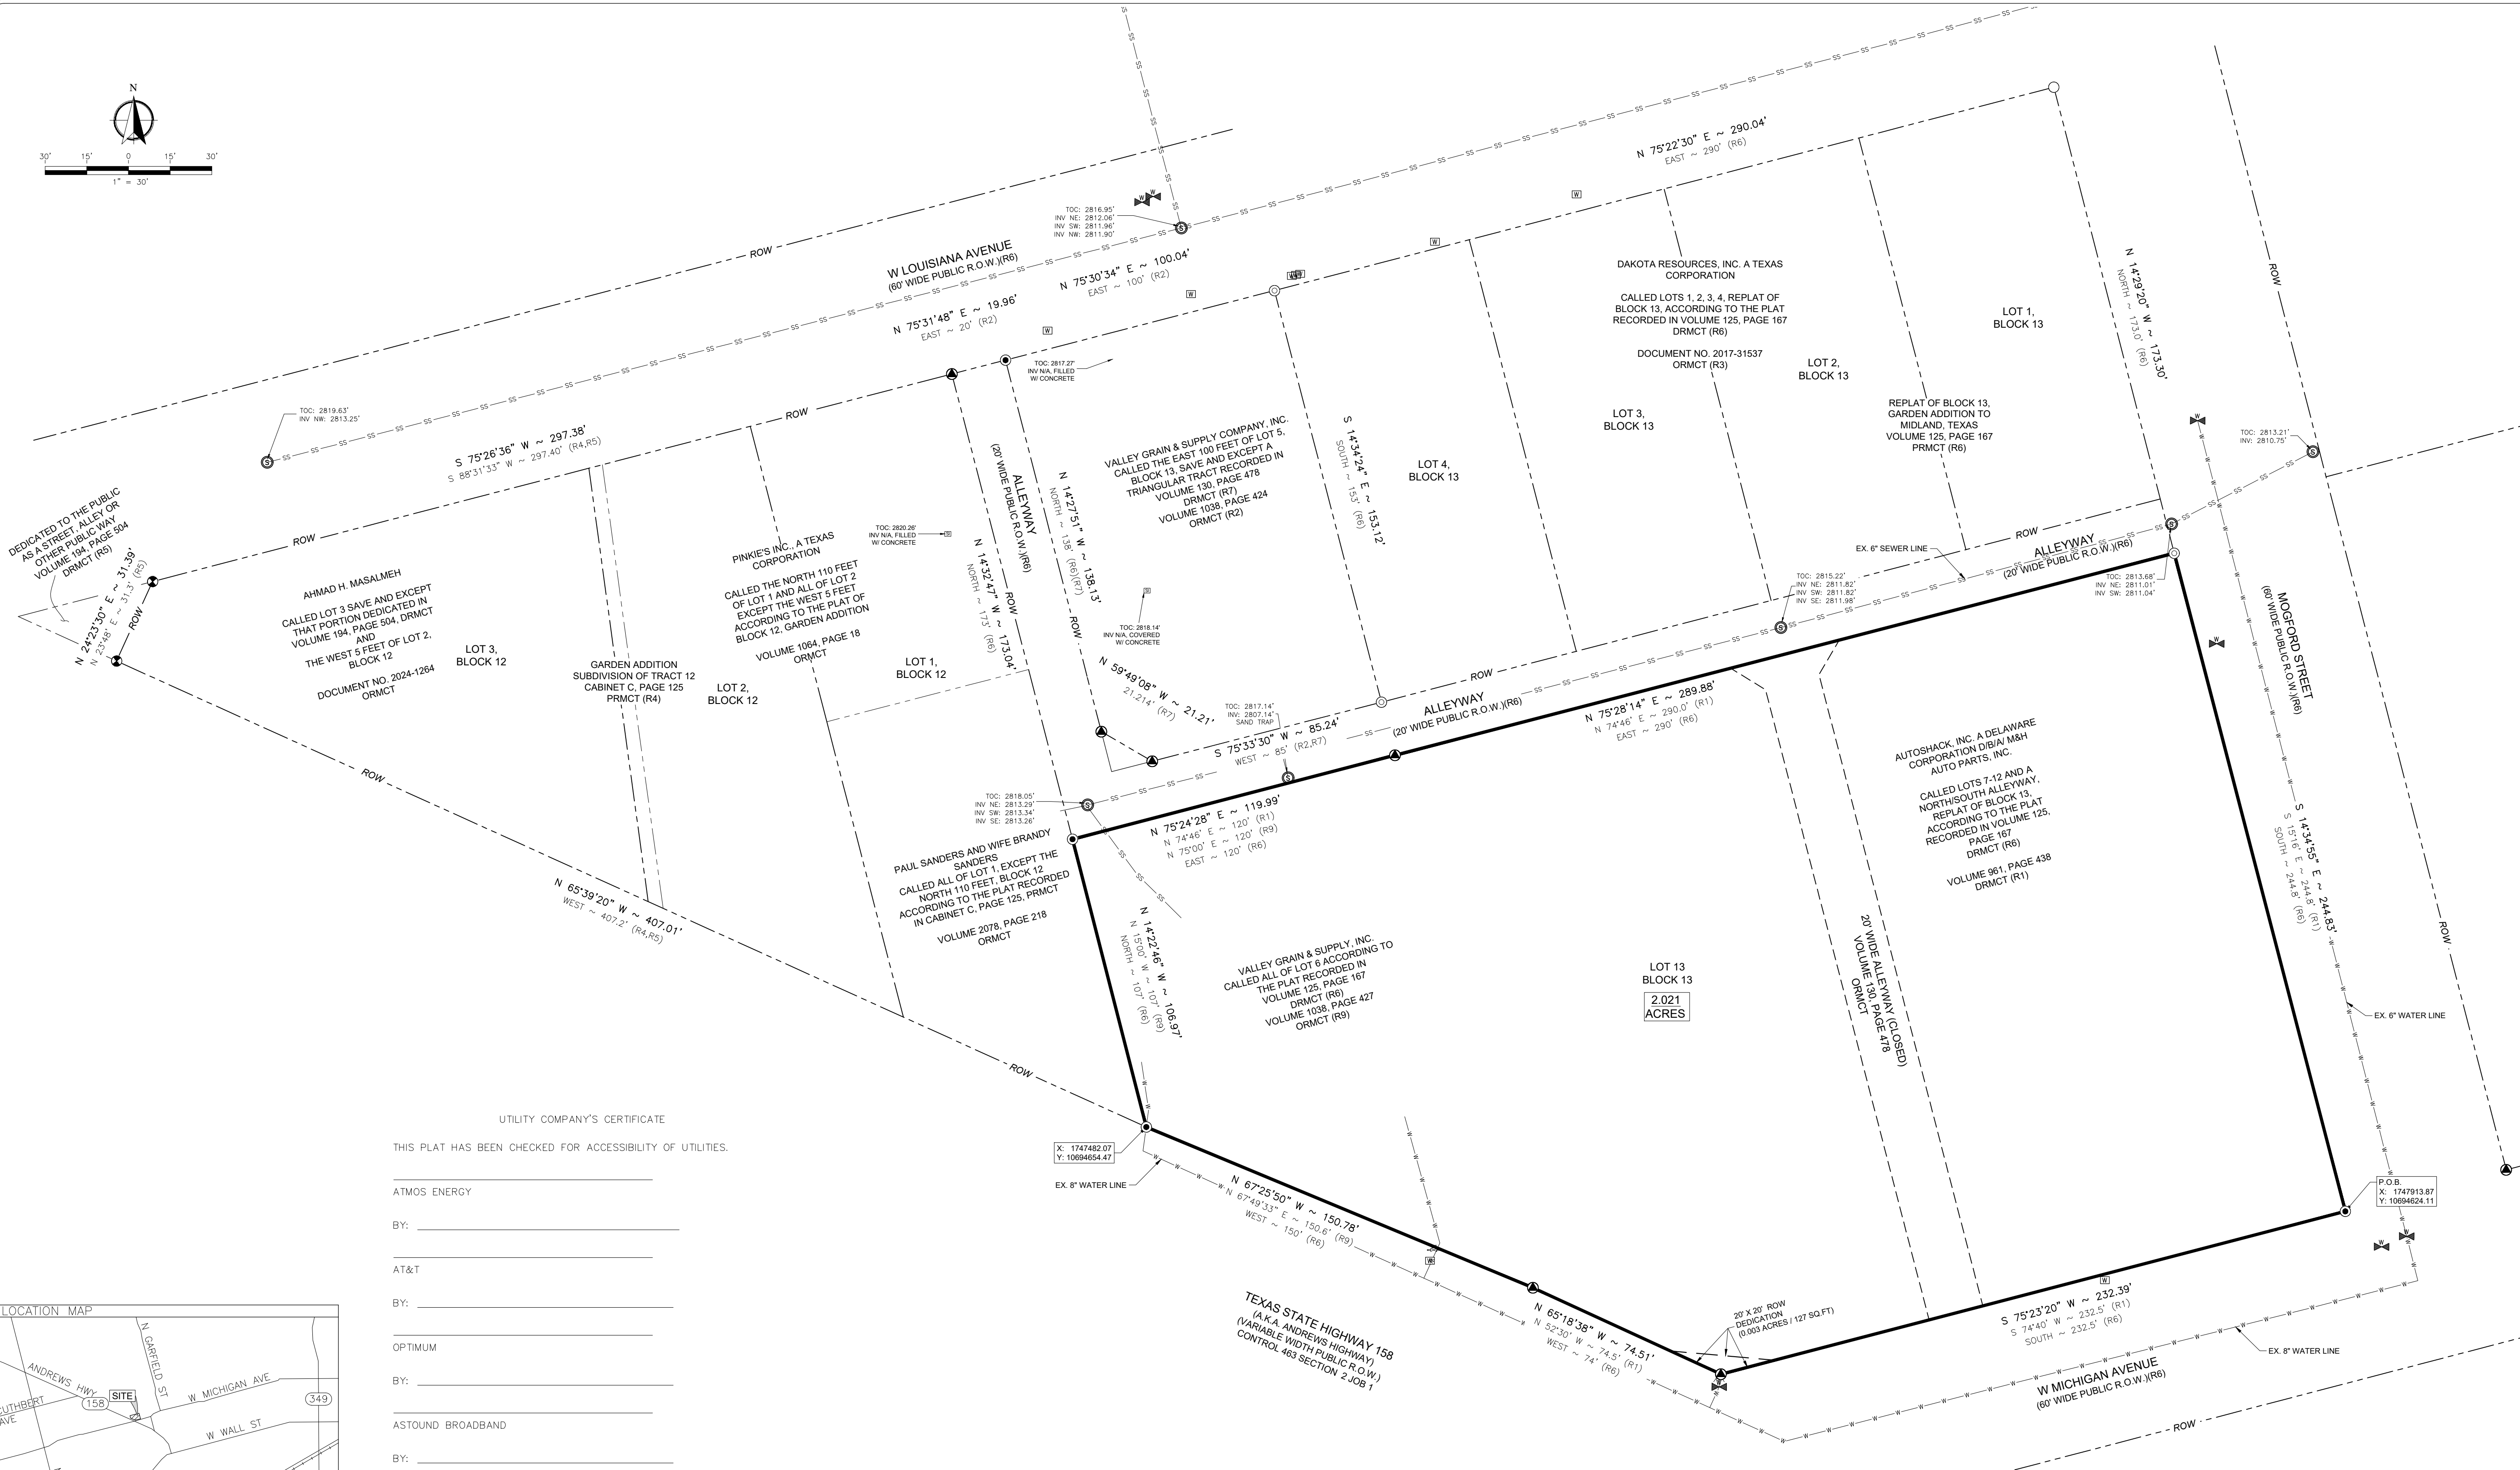 N
30' 15' 0 15' 30'
1" = 30'
W LOUISIANA AVENUE
(60' WIDE PUBLIC R.O.W.)(R6)
TOC: 2816.95'
INV NE: 2812.06'
INV SW: 2811.96'
INV NW: 2811.90'
N 75°22'30" E ~ 290.04'
EAST ~ 290' (R6)
N 75°30'34" E ~ 100.04'
EAST ~ 100' (R2)
N 75°31'48" E ~ 19.96'
EAST ~ 20' (R2)
TOC: 2819.63'
INV NW: 2813.25'
S 75°26'36" W ~ 297.38'
S 88°31'33" W ~ 297.40' (R4,R5)
ROW
ROW
ROW
ROW
DEDICATED TO THE PUBLIC
AS A STREET, ALLEY OR
OTHER PUBLIC WAY
VOLUME 194, PAGE 504
DRMCT (R5)
N 24°23'30" E ~ 31.39'
N 23°48' E ~ 31.3' (R5)
ROW
AHMAD H. MASALMEH
CALLED LOT 3 SAVE AND EXCEPT
THAT PORTION DEDICATED IN
VOLUME 194, PAGE 504, DRMCT
AND
THE WEST 5 FEET OF LOT 2,
BLOCK 12
DOCUMENT NO. 2024-1264
ORMCT
LOT 3,
BLOCK 12
GARDEN ADDITION
SUBDIVISION OF TRACT 12
CABINET C, PAGE 125
PRMCT (R4)
LOT 2,
BLOCK 12
PINKIE'S INC., A TEXAS
CORPORATION
CALLED THE NORTH 110 FEET
OF LOT 1 AND ALL OF LOT 2
EXCEPT THE WEST 5 FEET
ACCORDING TO THE PLAT OF
BLOCK 12, GARDEN ADDITION
VOLUME 1064, PAGE 18
ORMCT
LOT 1,
BLOCK 12
TOC: 2820.26'
INV N/A, FILLED
W/ CONCRETE
TOC: 2817.27'
INV N/A, FILLED
W/ CONCRETE
ALLEYWAY
(20' WIDE PUBLIC R.O.W.)(R6)
N 14°32'47" W ~ 173.04'
NORTH ~ 173' (R6)
N 14°27'51" W ~ 138.13'
NORTH ~ 138' (R6)(R7)
ROW
ROW
TOC: 2818.14'
INV N/A, COVERED
W/ CONCRETE
N 59°49'08" W ~ 21.21'
21.214' (R7)
VALLEY GRAIN & SUPPLY COMPANY, INC.
CALLED THE EAST 100 FEET OF LOT 5,
BLOCK 13, SAVE AND EXCEPT A
TRIANGULAR TRACT RECORDED IN
VOLUME 130, PAGE 478
DRMCT (R7)
VOLUME 1038, PAGE 424
ORMCT (R2)
S 14°34'24" E ~ 153.12'
SOUTH ~ 153' (R6)
LOT 4,
BLOCK 13
LOT 3,
BLOCK 13
DAKOTA RESOURCES, INC. A TEXAS
CORPORATION
CALLED LOTS 1, 2, 3, 4, REPLAT OF
BLOCK 13, ACCORDING TO THE PLAT
RECORDED IN VOLUME 125, PAGE 167
DRMCT (R6)
DOCUMENT NO. 2017-31537
ORMCT (R3)
LOT 2,
BLOCK 13
LOT 1,
BLOCK 13
REPLAT OF BLOCK 13,
GARDEN ADDITION TO
MIDLAND, TEXAS
VOLUME 125, PAGE 167
PRMCT (R6)
N 14°29'20" W ~ 173.30'
NORTH ~ 173.0' (R6)
ROW
TOC: 2813.21'
INV: 2810.75'
EX. 6" SEWER LINE
ROW
ALLEYWAY
(20' WIDE PUBLIC R.O.W.)(R6)
TOC: 2815.22'
INV NE: 2811.82'
INV SW: 2811.82'
INV SE: 2811.98'
TOC: 2813.68'
INV NE: 2811.01'
INV SW: 2811.04'
MOGFORD STREET
(60' WIDE PUBLIC R.O.W.)(R6)
ROW
ALLEYWAY
(20' WIDE PUBLIC R.O.W.)(R6)
TOC: 2817.14'
INV: 2807.14'
SAND TRAP
S 75°33'30" W ~ 85.24'
WEST ~ 85' (R2,R7)
N 75°28'14" E ~ 289.88'
N 74°46' E ~ 290.0' (R1)
EAST ~ 290' (R6)
TOC: 2818.05'
INV NE: 2813.29'
INV SW: 2813.34'
INV SE: 2813.26'
N 75°24'28" E ~ 119.99'
N 74°46' E ~ 120' (R1)
N 75°00' E ~ 120' (R9)
EAST ~ 120' (R6)
PAUL SANDERS AND WIFE BRANDY
SANDERS
CALLED ALL OF LOT 1, EXCEPT THE
NORTH 110 FEET, BLOCK 12
ACCORDING TO THE PLAT RECORDED
IN CABINET C, PAGE 125, PRMCT
VOLUME 2078, PAGE 218
ORMCT
ROW
N 65°39'20" W ~ 407.01'
WEST ~ 407.2' (R4,R5)
ROW
N 14°22'46" W ~ 106.97'
N 15°00' W ~ 107' (R9)
NORTH ~ 107' (R6)
VALLEY GRAIN & SUPPLY, INC.
CALLED ALL OF LOT 6 ACCORDING TO
THE PLAT RECORDED IN
VOLUME 125, PAGE 167
DRMCT (R6)
VOLUME 1038, PAGE 427
ORMCT (R9)
LOT 13
BLOCK 13
2.021
ACRES
20' WIDE ALLEYWAY (CLOSED)
VOLUME 130, PAGE 478
ORMCT
AUTOSHACK, INC. A DELAWARE
CORPORATION D/B/A/ M&H
AUTO PARTS, INC.
CALLED LOTS 7-12 AND A
NORTH/SOUTH ALLEYWAY,
REPLAT OF BLOCK 13,
ACCORDING TO THE PLAT
RECORDED IN VOLUME 125,
PAGE 167
DRMCT (R6)
VOLUME 961, PAGE 438
DRMCT (R1)
S 14°34'55" E ~ 244.83'
S 15°16' E ~ 244.8' (R1)
SOUTH ~ 244.8' (R6)
ROW
EX. 6" WATER LINE
P.O.B.
X: 1747913.87
Y: 10694624.11
X: 1747482.07
Y: 10694654.47
EX. 8" WATER LINE
N 67°25'50" W ~ 150.78'
N 67°49'33" E ~ 150.6' (R9)
WEST ~ 150' (R6)
TEXAS STATE HIGHWAY 158
(A.K.A. ANDREWS HIGHWAY)
(VARIABLE WIDTH PUBLIC R.O.W.)
CONTROL 463 SECTION 2 JOB 1
N 65°18'38" W ~ 74.51'
N 52°30' W ~ 74.5' (R1)
WEST ~ 74' (R6)
20' X 20' ROW
DEDICATION
(0.003 ACRES / 127 SQ.FT)
S 75°23'20" W ~ 232.39'
S 74°40' W ~ 232.5' (R1)
SOUTH ~ 232.5' (R6)
EX. 8" WATER LINE
W MICHIGAN AVENUE
(60' WIDE PUBLIC R.O.W.)(R6)
ROW
UTILITY COMPANY'S CERTIFICATE
THIS PLAT HAS BEEN CHECKED FOR ACCESSIBILITY OF UTILITIES.
ATMOS ENERGY
BY:
AT&T
BY:
OPTIMUM
BY:
ASTOUND BROADBAND
BY:
LOCATION MAP
N GARFIELD ST
ANDREWS HWY
158
SITE
W MICHIGAN AVE
349
CUTHBERT
AVE
W WALL ST